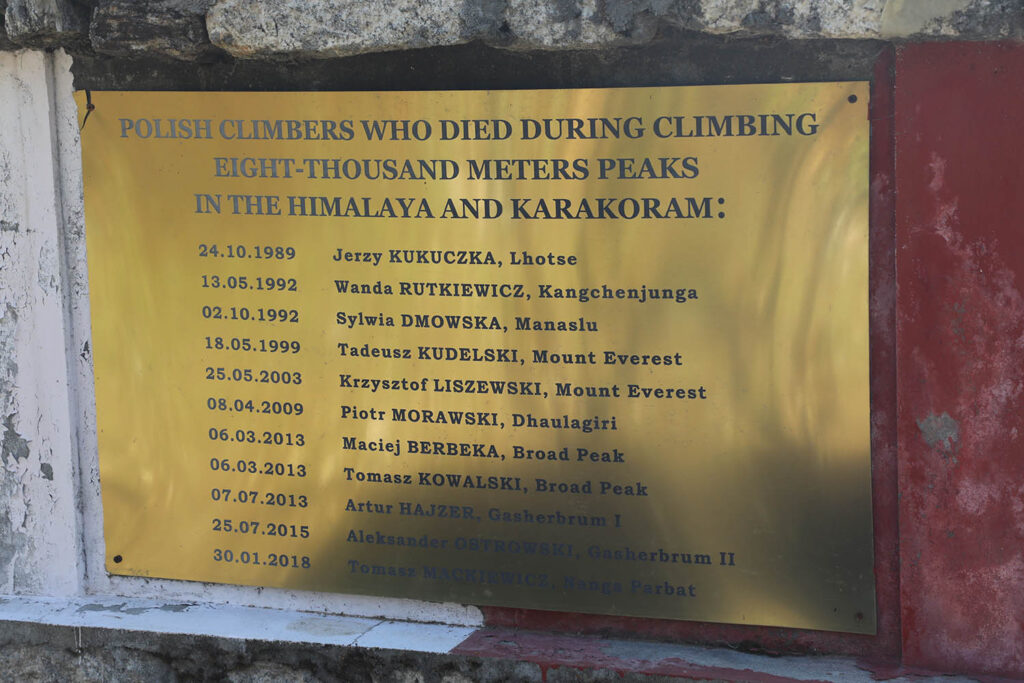 POLISH CLIMBERS WHO DIED DURING CLIMBING
EIGHT-THOUSAND METERS PEAKS
IN THE HIMALAYA AND KARAKORAM:
24.10.1989 Jerzy KUKUCZKA, Lhotse
13.05.1992 Wanda RUTKIEWICZ, Kangchenjunga
02.10.1992 Sylwia DMOWSKA, Manaslu
18.05.1999 Tadeusz KUDELSKI, Mount Everest
25.05.2003 Krzysztof LISZEWSKI, Mount Everest
08.04.2009 Piotr MORAWSKI, Dhaulagiri
06.03.2013 Maciej BERBEKA, Broad Peak
06.03.2013 Tomasz KOWALSKI, Broad Peak
07.07.2013 Artur HAJZER, Gasherbrum I
25.07.2015 Aleksander OSTROWSKI, Gasherbrum II
30.01.2018 Tomasz MACKIEWICZ, Nanga Parbat